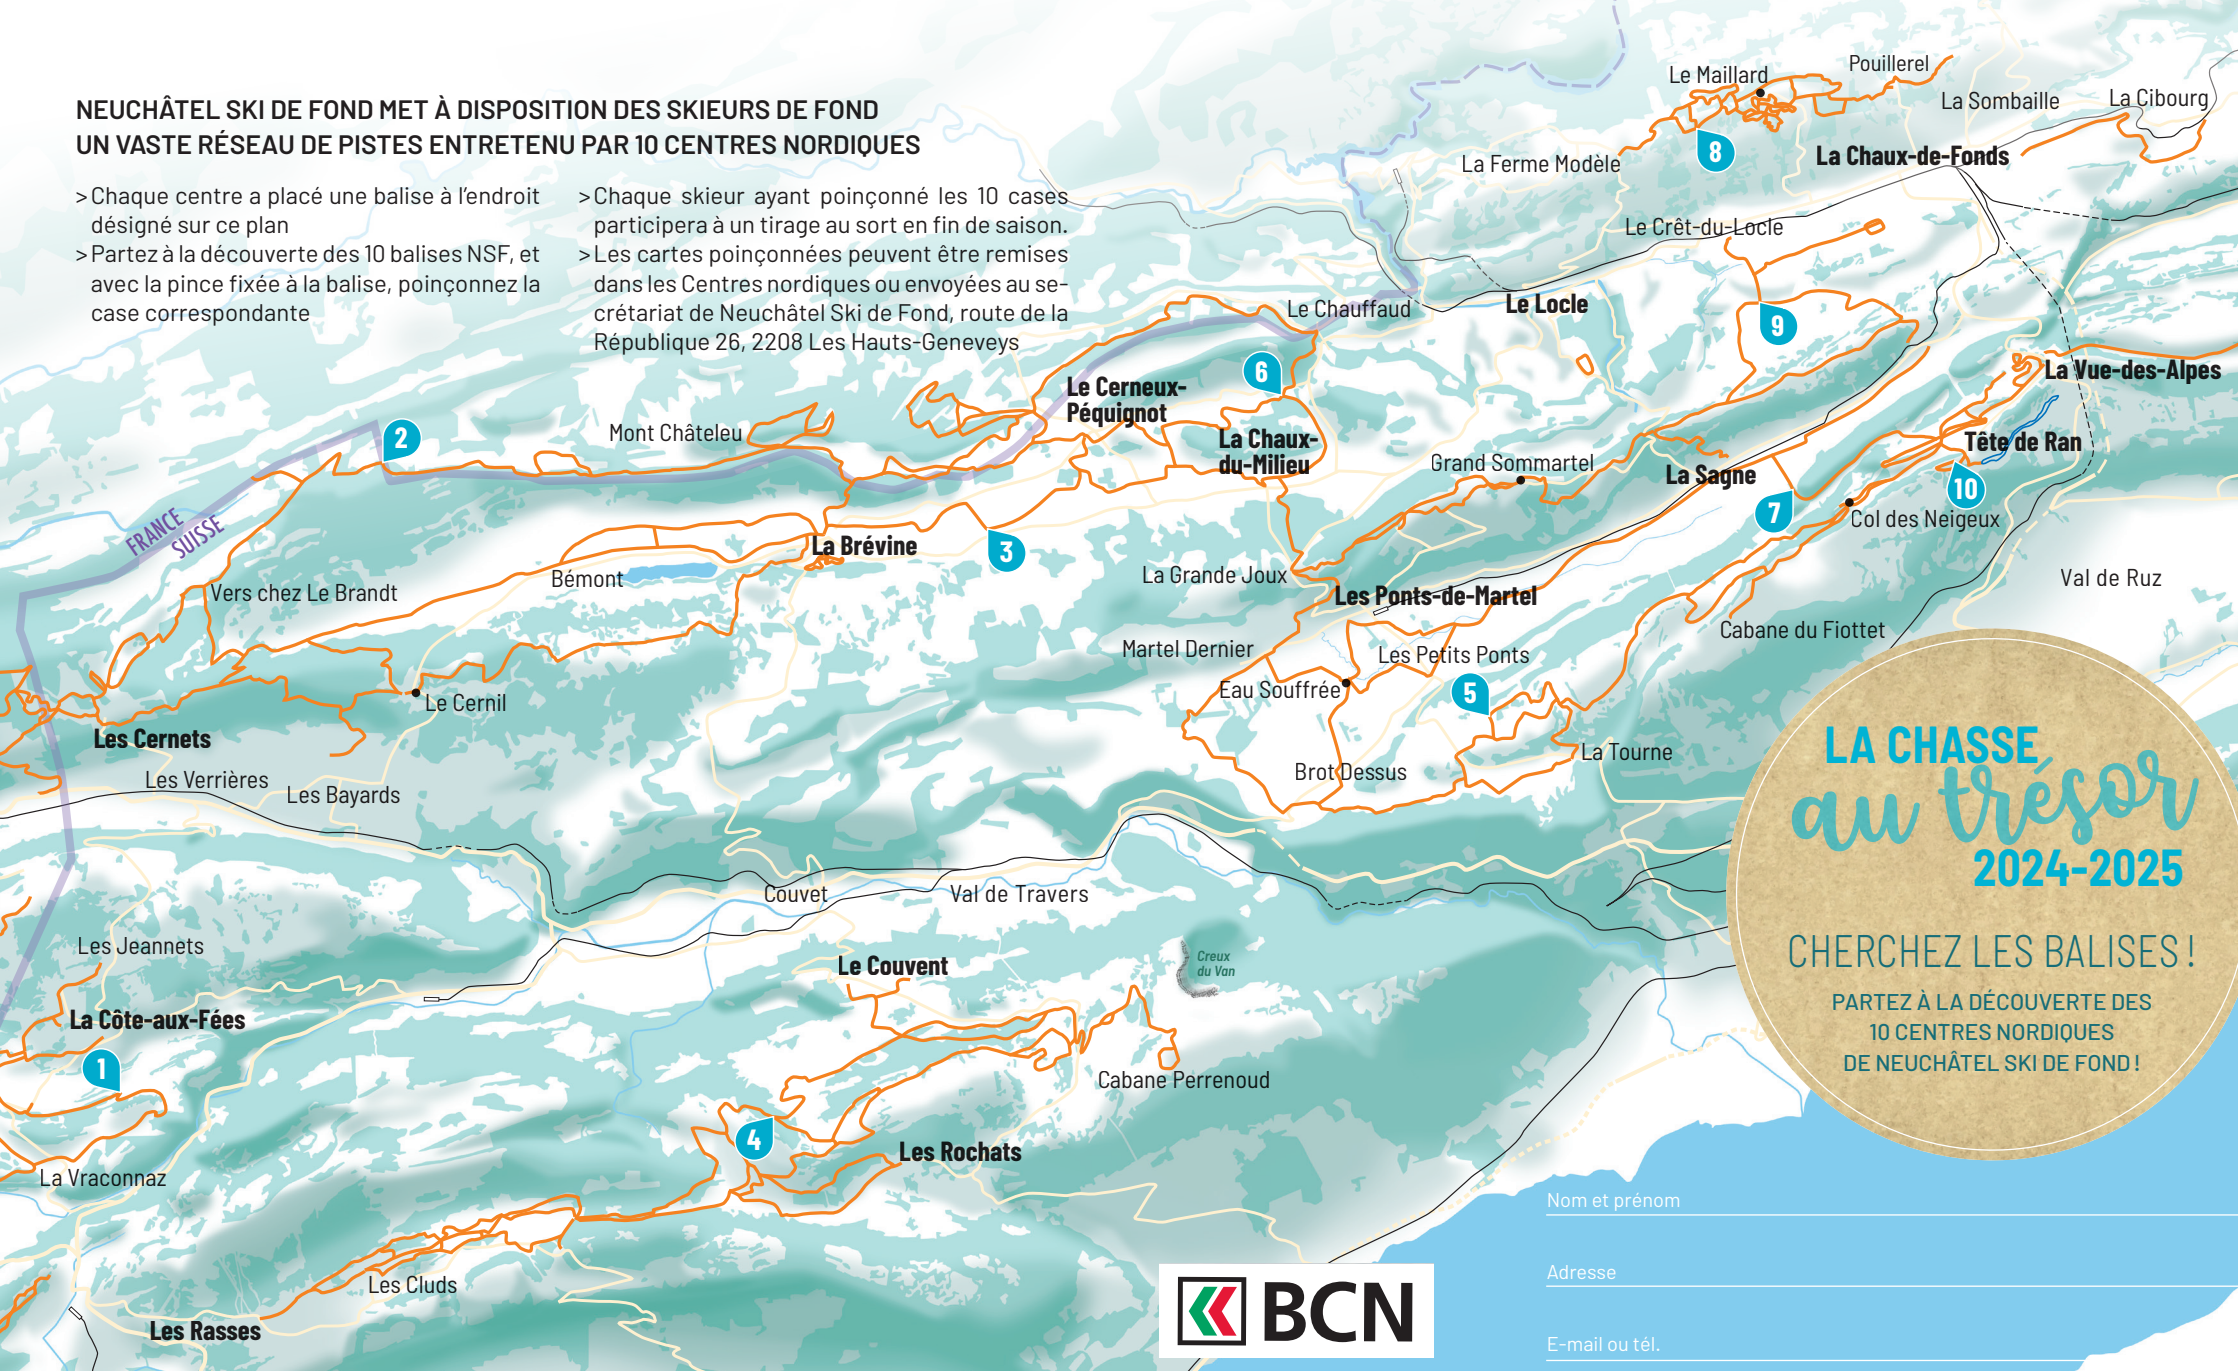 NEUCHÂTEL SKI DE FOND MET À DISPOSITION DES SKIEURS DE FOND
UN VASTE RÉSEAU DE PISTES ENTRETENU PAR 10 CENTRES NORDIQUES
> Chaque centre a placé une balise à l'endroit
désigné sur ce plan
> Partez à la découverte des 10 balises NSF, et
avec la pince fixée à la balise, poinçonnez la
case correspondante
> Chaque skieur ayant poinçonné les 10 cases
participera à un tirage au sort en fin de saison.
> Les cartes poinçonnées peuvent être remises
dans les Centres nordiques ou envoyées au se-
crétariat de Neuchâtel Ski de Fond, route de la
République 26, 2208 Les Hauts-Geneveys
Le Maillard
Pouillerel
La Sombaille
La Cibourg
8
La Ferme Modèle
La Chaux-de-Fonds
Le Crêt-du-Locle
Le Chauffaud
Le Locle
9
6
La Vue-des-Alpes
Le Cerneux-
Péquignot
2
Mont Châteleu
La Chaux-
du-Milieu
Tête de Ran
Grand Sommartel
La Sagne
10
7
Col des Neigeux
FRANCE
SUISSE
La Brévine
3
Bémont
La Grande Joux
Val de Ruz
Vers chez Le Brandt
Les Ponts-de-Martel
Cabane du Fiottet
Martel Dernier
Les Petits Ponts
Eau Souffrée
5
Le Cernil
Les Cernets
La Tourne
Brot Dessus
Les Verrières
Les Bayards
Couvet
Val de Travers
Les Jeannets
Le Couvent
Creux
du Van
La Côte-aux-Fées
1
Cabane Perrenoud
4
Les Rochats
La Vraconnaz
Les Cluds
Les Rasses
LA CHASSE
au trésor
2024-2025
CHERCHEZ LES BALISES !
PARTEZ À LA DÉCOUVERTE DES
10 CENTRES NORDIQUES
DE NEUCHÂTEL SKI DE FOND !
Nom et prénom
Adresse
E-mail ou tél.
BCN